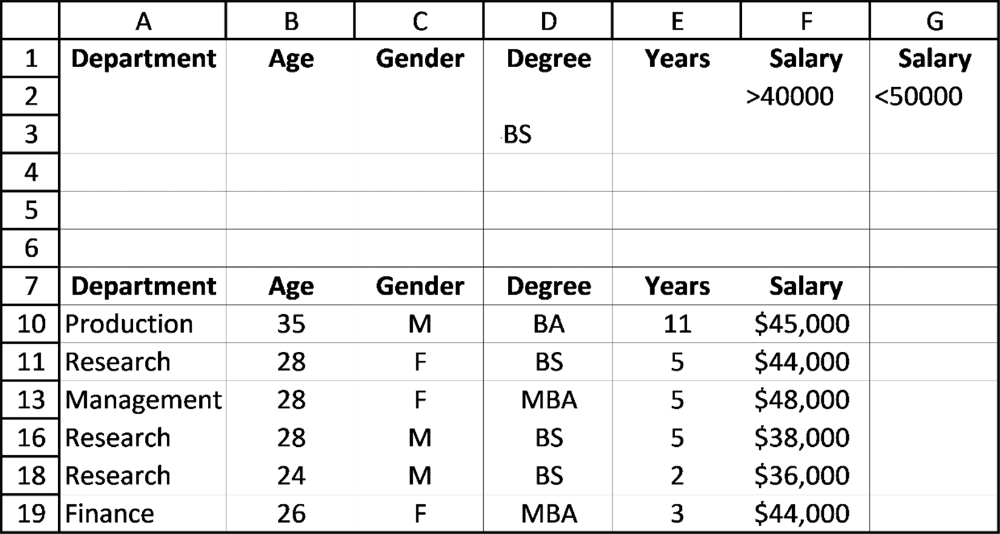 A B C D E F G
1 Department Age Gender Degree Years Salary Salary
2 >40000 <50000
3 BS
4
5
6
7 Department Age Gender Degree Years Salary
10 Production 35 M BA 11 $45,000
11 Research 28 F BS 5 $44,000
13 Management 28 F MBA 5 $48,000
16 Research 28 M BS 5 $38,000
18 Research 24 M BS 2 $36,000
19 Finance 26 F MBA 3 $44,000